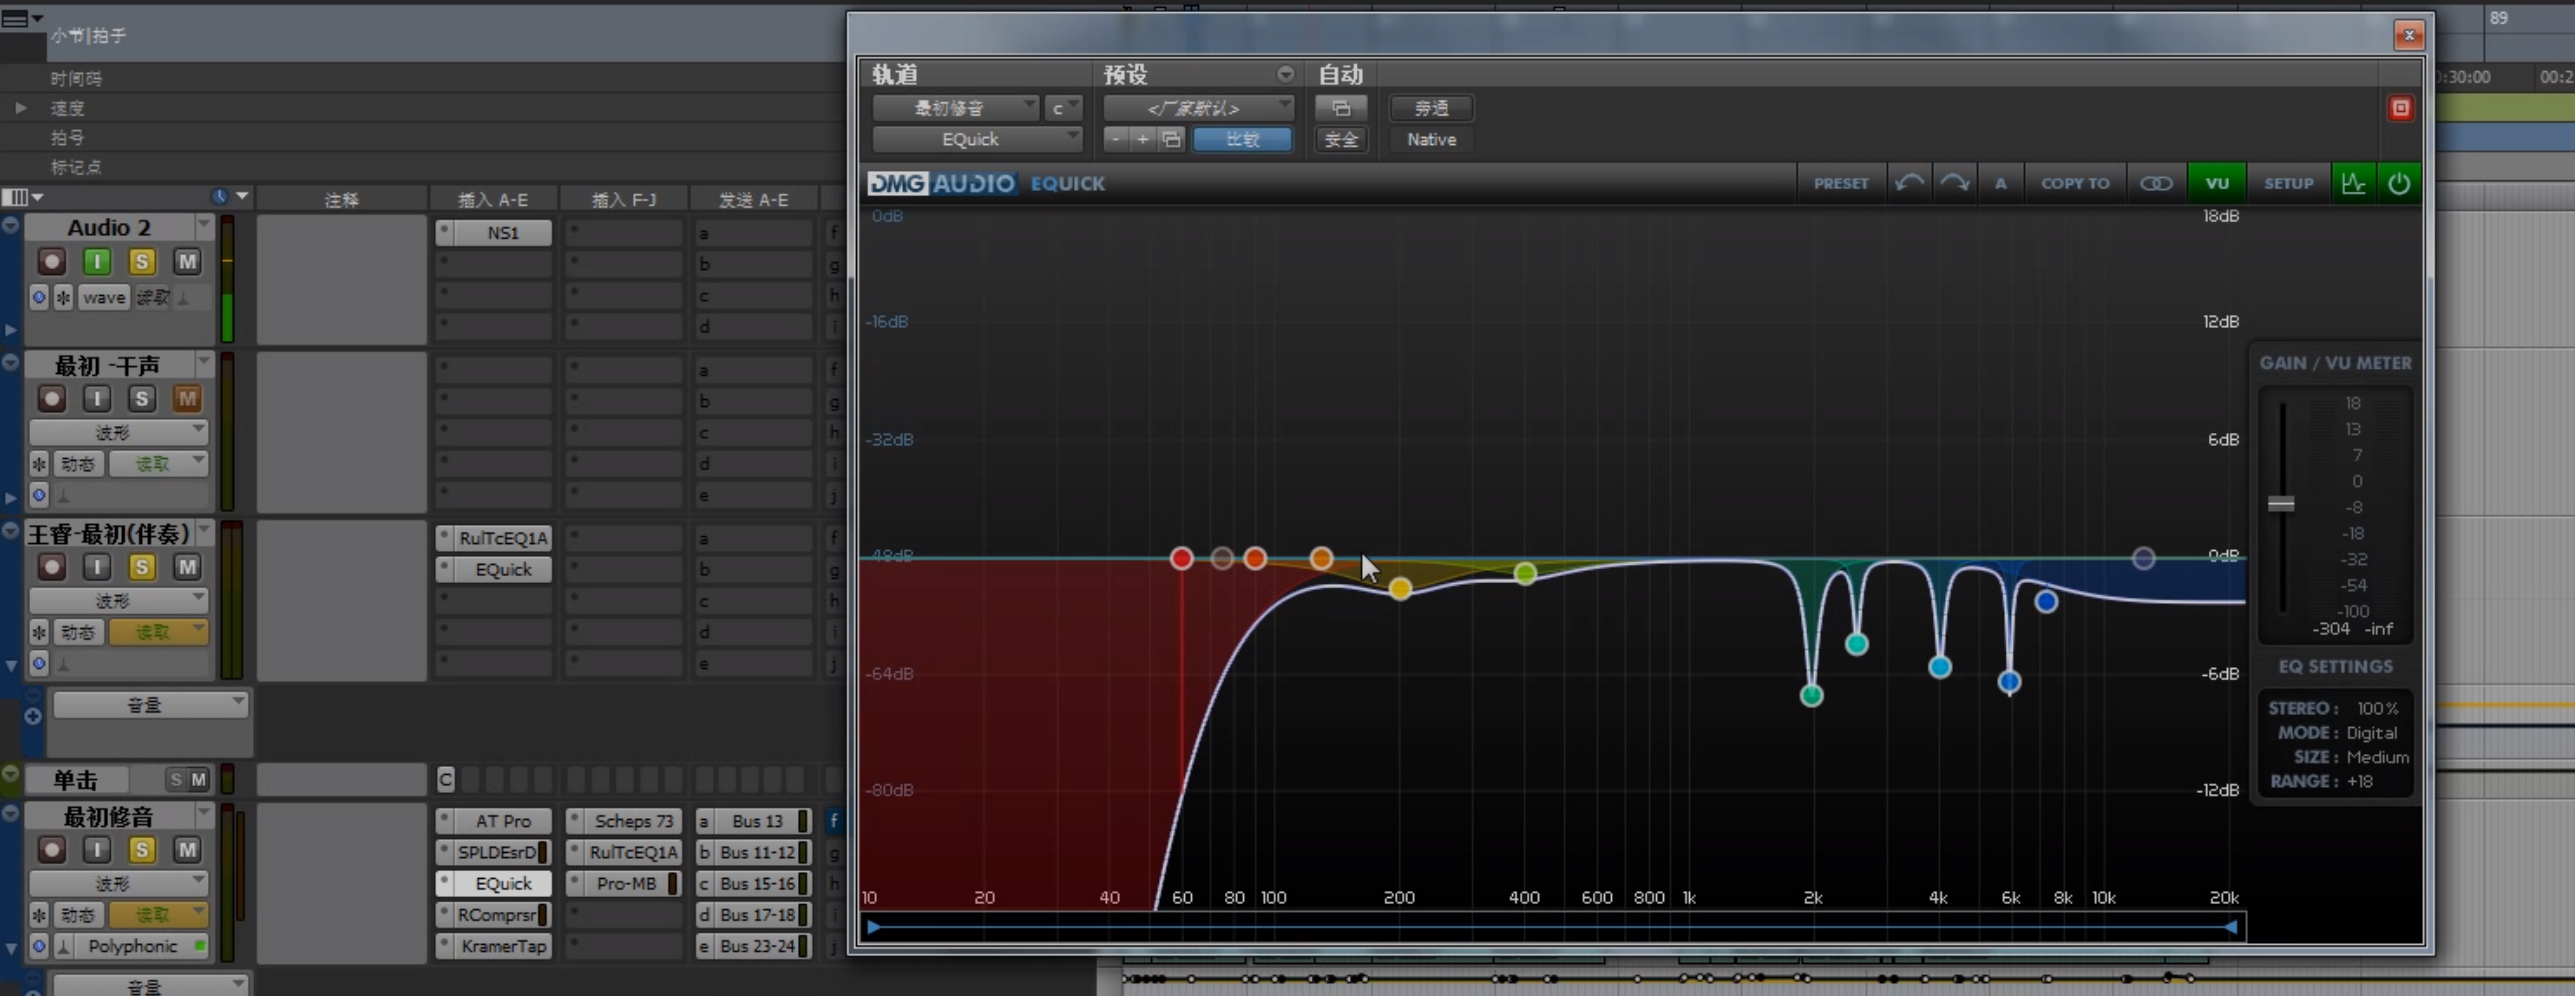 小节|拍子
89
时间码
0:30:00 00:2
速度
拍号
标记点
注释 插入 A-E 插入 F-J 发送 A-E
Audio 2
NS1
a
b
c
d
f
g
h
i
I S M
wave 读取
最初 -干声
I S M
波形
动态 读取
a
b
c
d
e
f
g
h
i
j
王睿-最初(伴奏)
RulTcEQ1A
EQuick
I S M
波形
动态 读取
a
b
c
d
e
f
g
h
i
j
音量
单击 S M
C
最初修音
I S M
波形
动态 读取
Polyphonic
AT Pro Scheps 73 a Bus 13 f
SPLDEsrD RulTcEQ1A b Bus 11-12 g
EQuick Pro-MB c Bus 15-16 h
RComprsr d Bus 17-18 i
KramerTap e Bus 23-24 j
音量
轨道 预设 自动
最初修音 c <厂家默认> 旁通
EQuick - + 比较 安全 Native
DMG AUDIO EQUICK
PRESET A COPY TO VU SETUP
0dB 18dB
-16dB 12dB
-32dB 6dB
-48dB 0dB
-64dB -6dB
-80dB -12dB
10 20 40 60 80 100 200 400 600 800 1k 2k 4k 6k 8k 10k 20k
GAIN / VU METER
18
13
7
0
-8
-18
-32
-54
-100
-304 -inf
EQ SETTINGS
STEREO : 100%
MODE : Digital
SIZE : Medium
RANGE : +18